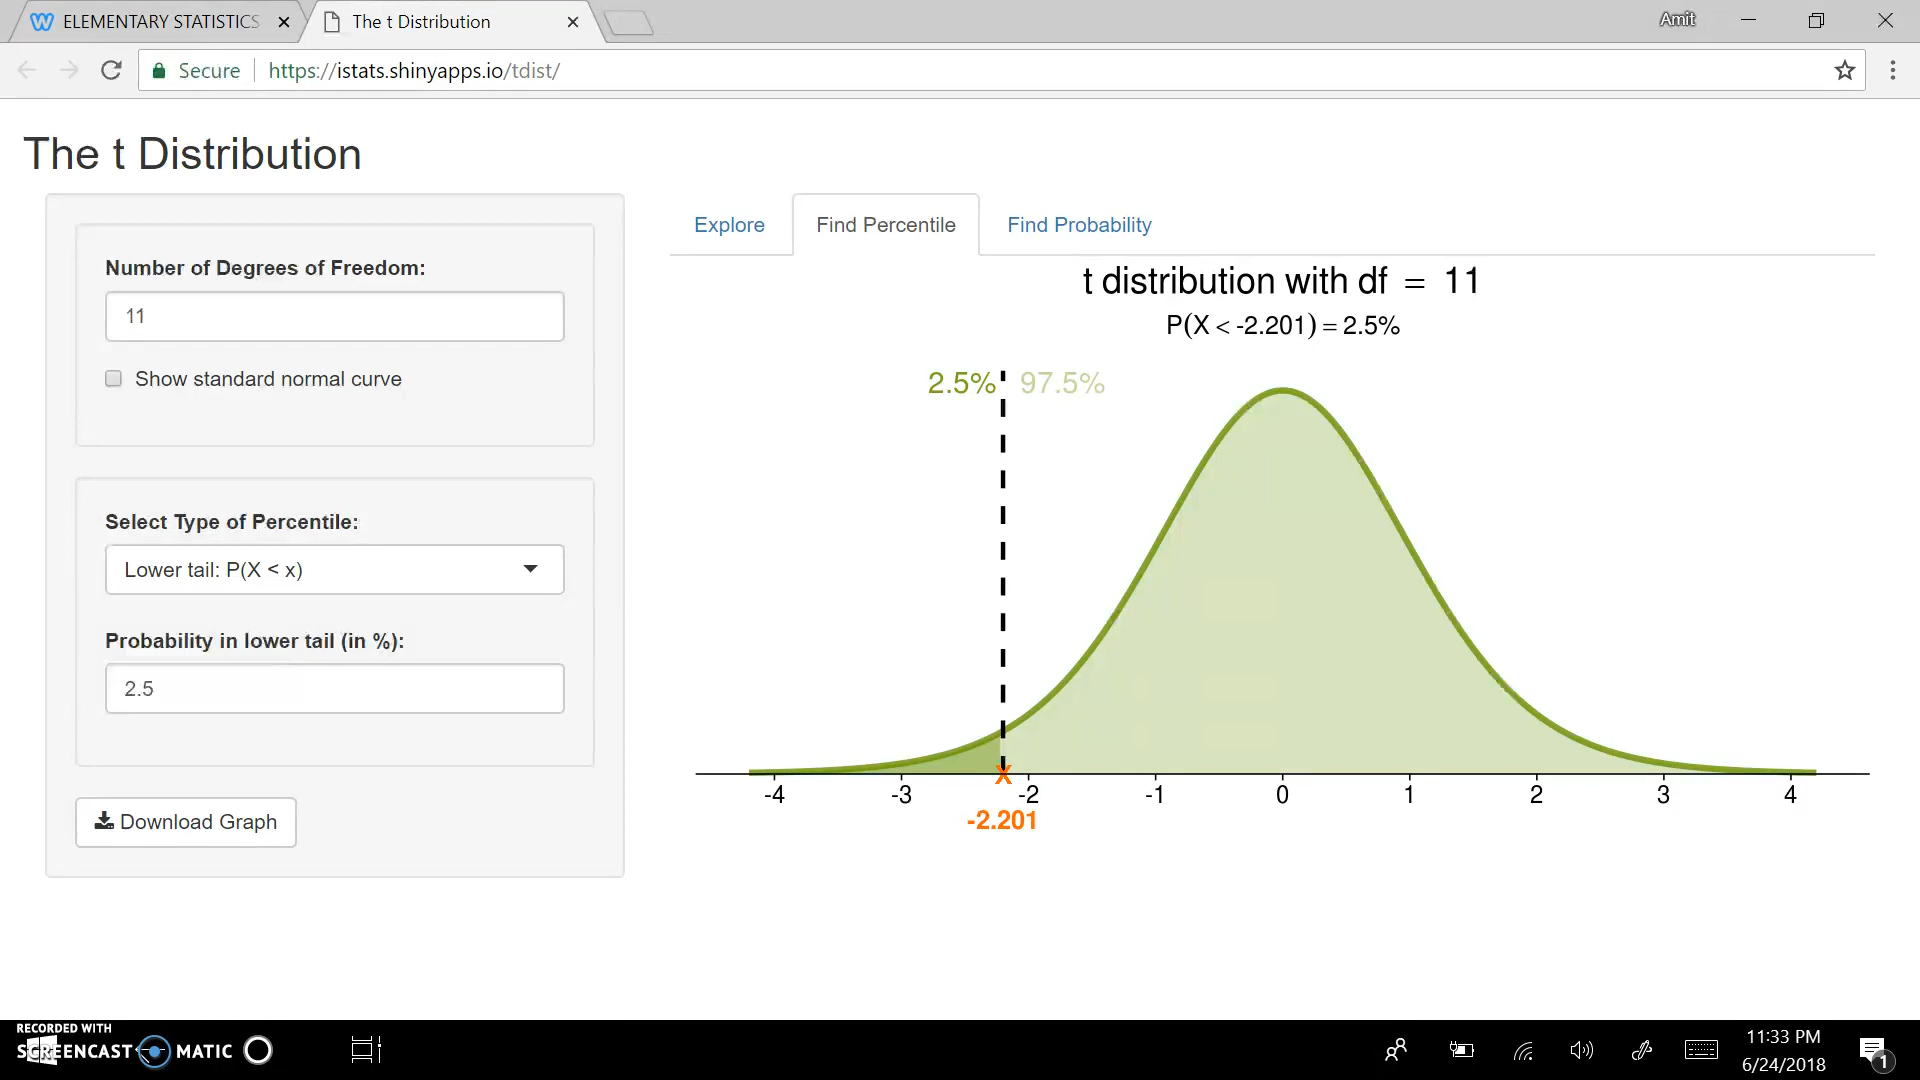 ELEMENTARY STATISTICS
The t Distribution
Amit
Secure
https://istats.shinyapps.io/tdist/
The t Distribution
Number of Degrees of Freedom:
11
Show standard normal curve
Select Type of Percentile:
Lower tail: P(X < x)
Probability in lower tail (in %):
2.5
Download Graph
Explore
Find Percentile
Find Probability
t distribution with df = 11
P(X < -2.201) = 2.5%
2.5% 97.5%
-4 -3 -2 -1 0 1 2 3 4
-2.201
RECORDED WITH
SCREENCAST MATIC
11:33 PM
6/24/2018
1